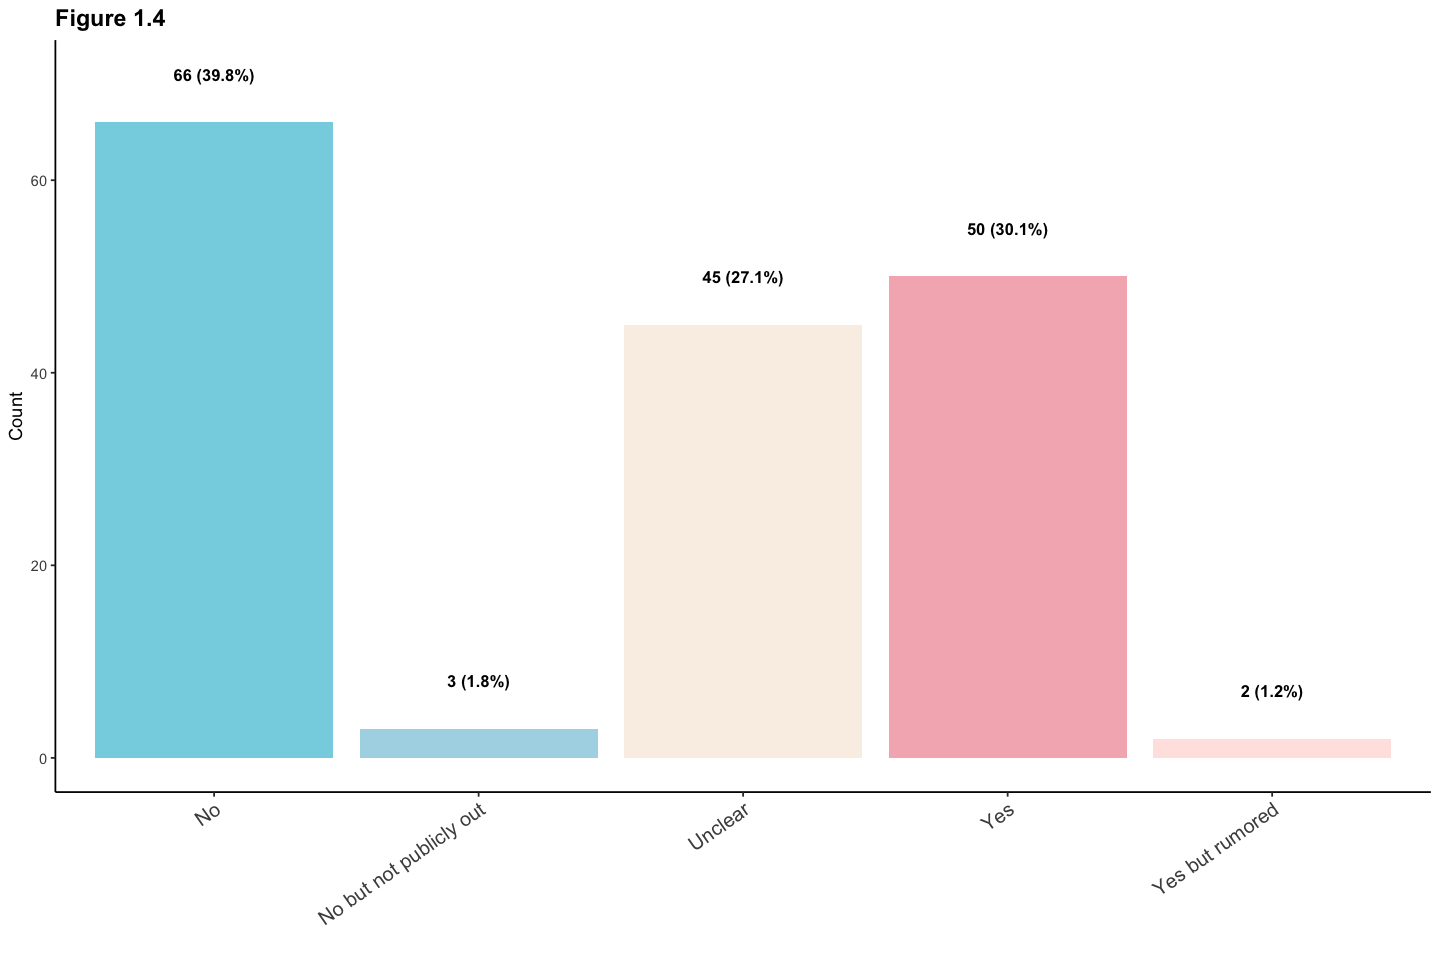 Figure 1.4
66 (39.8%)
50 (30.1%)
45 (27.1%)
3 (1.8%)
2 (1.2%)
60
40
20
0
Count
No
No but not publicly out
Unclear
Yes
Yes but rumored